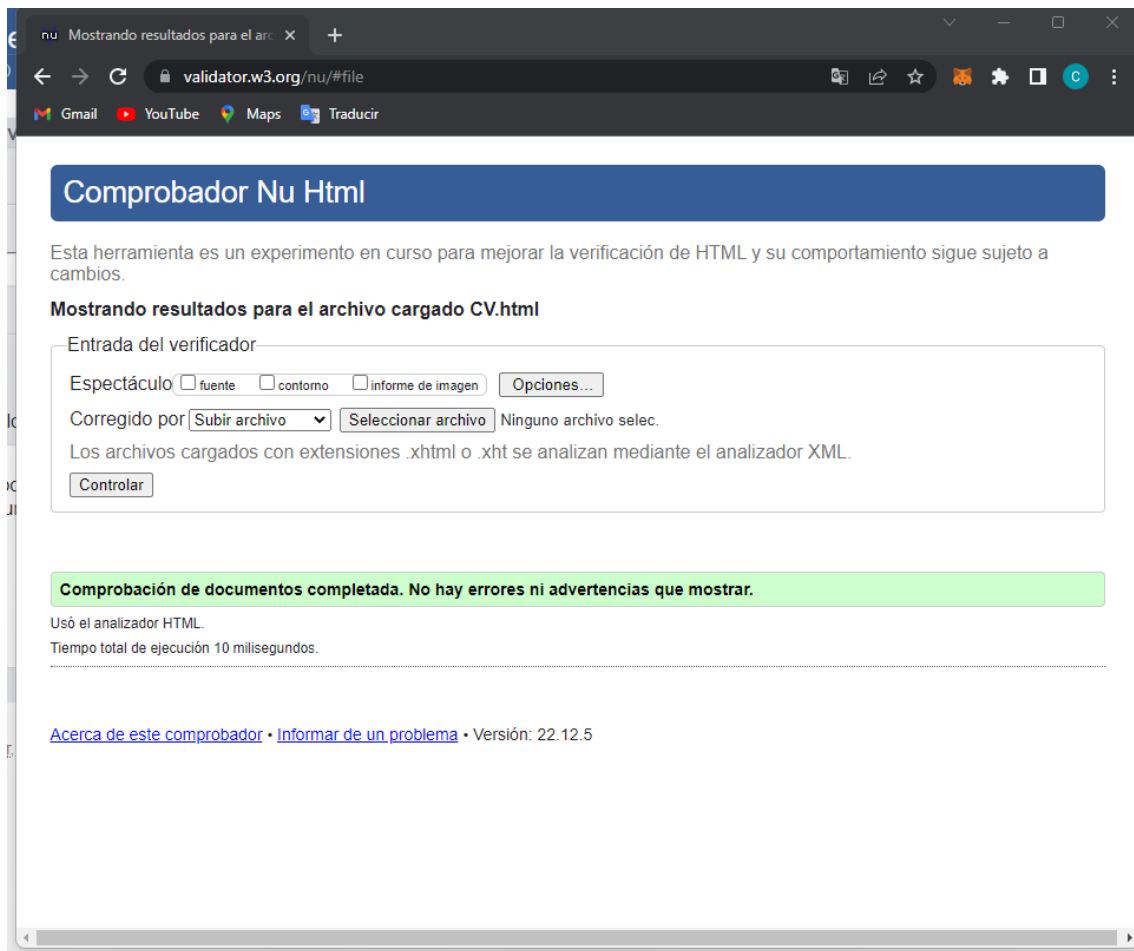 nu Mostrando resultados para el arc
validator.w3.org/nu/#file
C
Gmail YouTube Maps Traducir
Comprobador Nu Html
Esta herramienta es un experimento en curso para mejorar la verificación de HTML y su comportamiento sigue sujeto a
cambios.
Mostrando resultados para el archivo cargado CV.html
Entrada del verificador
Espectáculo fuente contorno informe de imagen Opciones...
Corregido por Subir archivo Seleccionar archivo Ninguno archivo selec.
Los archivos cargados con extensiones .xhtml o .xht se analizan mediante el analizador XML.
Controlar
Comprobación de documentos completada. No hay errores ni advertencias que mostrar.
Usó el analizador HTML.
Tiempo total de ejecución 10 milisegundos.
Acerca de este comprobador • Informar de un problema • Versión: 22.12.5